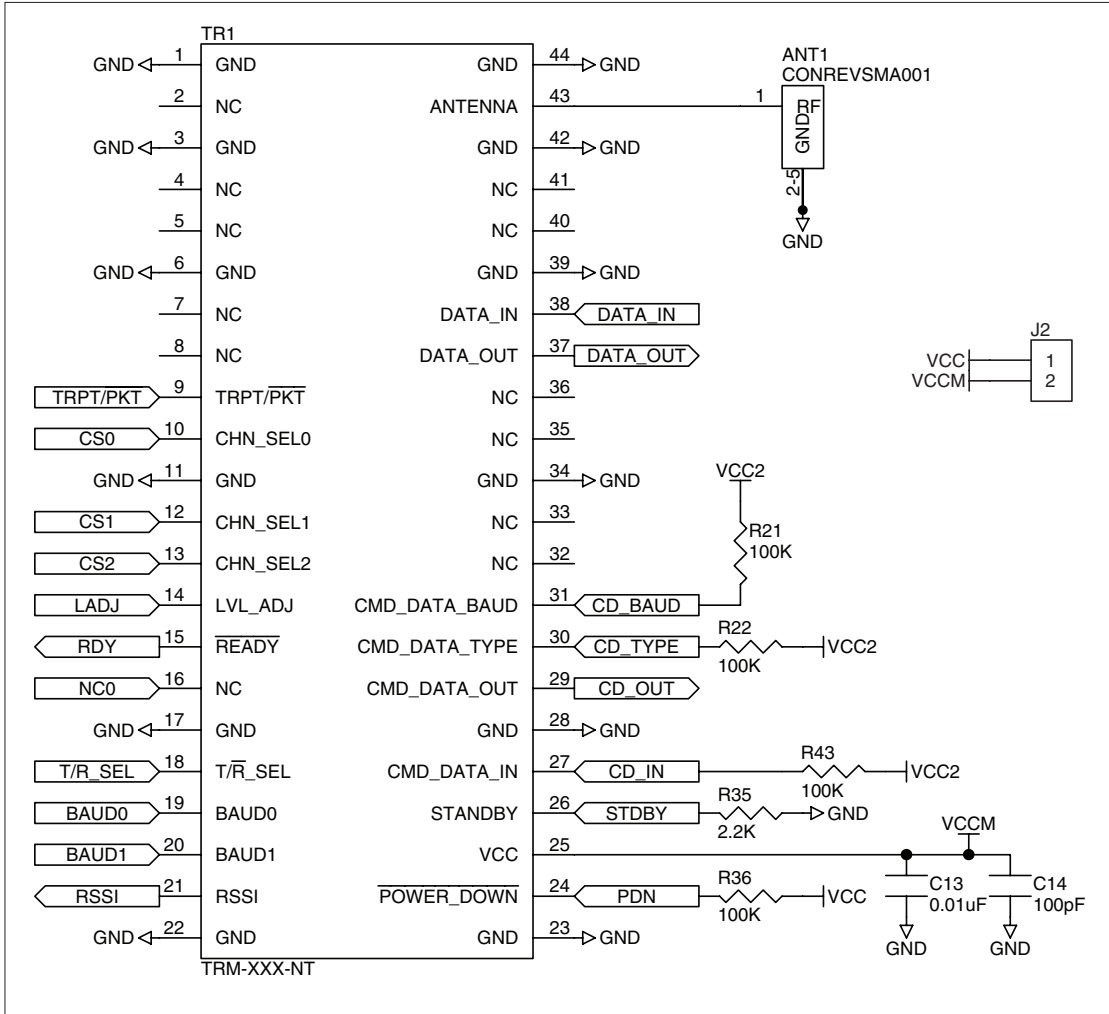 TR1
GND 1 GND GND 44 GND
2 NC ANTENNA 43
GND 3 GND GND 42 GND
4 NC NC 41
5 NC NC 40
GND 6 GND GND 39 GND
7 NC DATA_IN 38 DATA_IN
8 NC DATA_OUT 37 DATA_OUT
TRPT/PKT 9 TRPT/PKT NC 36
CS0 10 CHN_SEL0 NC 35
GND 11 GND GND 34 GND
CS1 12 CHN_SEL1 NC 33
CS2 13 CHN_SEL2 NC 32
LADJ 14 LVL_ADJ CMD_DATA_BAUD 31 CD_BAUD
RDY 15 READY CMD_DATA_TYPE 30 CD_TYPE
NC0 16 NC CMD_DATA_OUT 29 CD_OUT
GND 17 GND GND 28 GND
T/R_SEL 18 T/R_SEL CMD_DATA_IN 27 CD_IN
BAUD0 19 BAUD0 STANDBY 26 STDBY
BAUD1 20 BAUD1 VCC 25
RSSI 21 RSSI POWER_DOWN 24 PDN
GND 22 GND GND 23 GND
TRM-XXX-NT
ANT1
CONREVSMA001
1 RF
GND
2-5
GND
J2
VCC 1
VCCM 2
VCC2
R21
100K
R22
100K
VCC2
R43
100K
VCC2
R35
2.2K
GND
VCCM
R36
100K
VCC
C13
0.01uF
GND
C14
100pF
GND